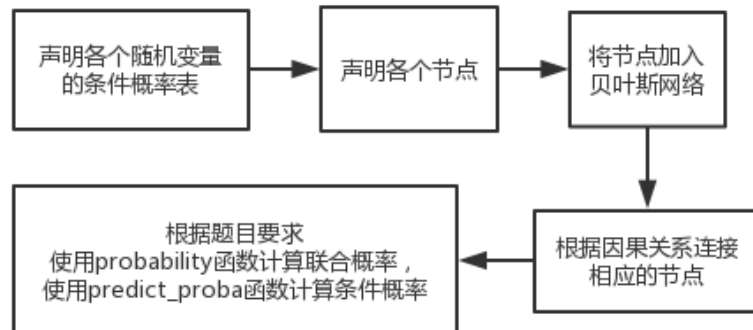 声明各个随机变量
的条件概率表
声明各个节点
将节点加入
贝叶斯网络
根据因果关系连接
相应的节点
根据题目要求
使用probability函数计算联合概率，
使用predict_proba函数计算条件概率